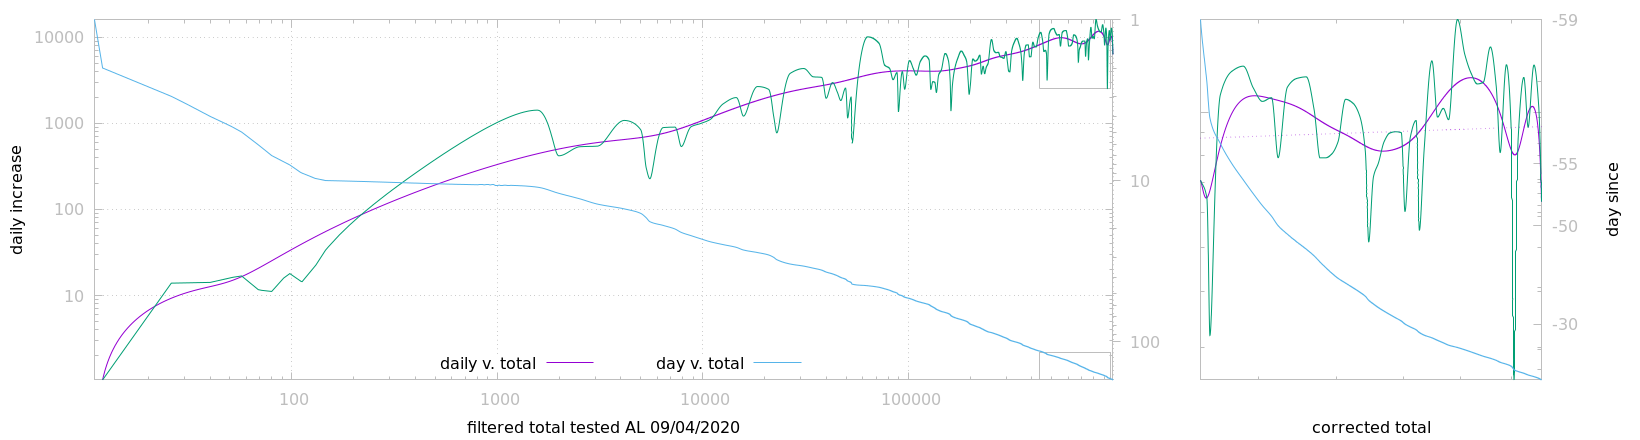 10000
1000
100
10
daily increase
100
1000
10000
100000
1
10
100
daily v. total
day v. total
filtered total tested AL 09/04/2020
-59
-55
-50
-30
day since
corrected total